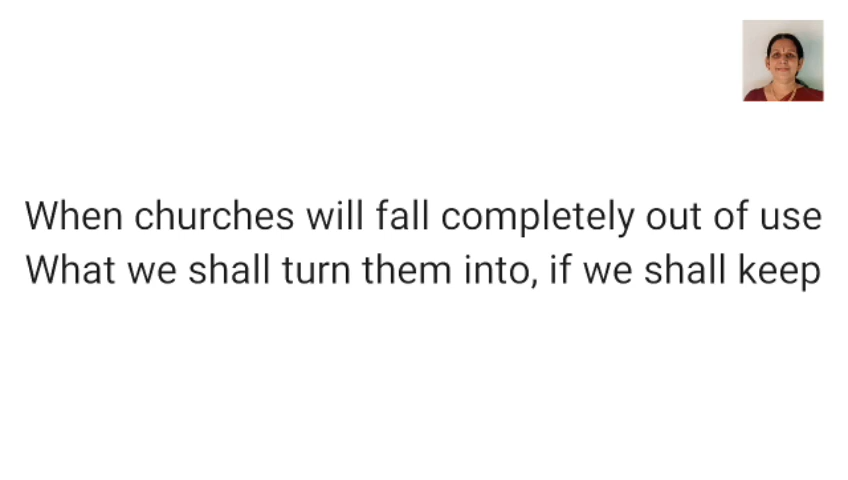 When churches will fall completely out of use
What we shall turn them into, if we shall keep